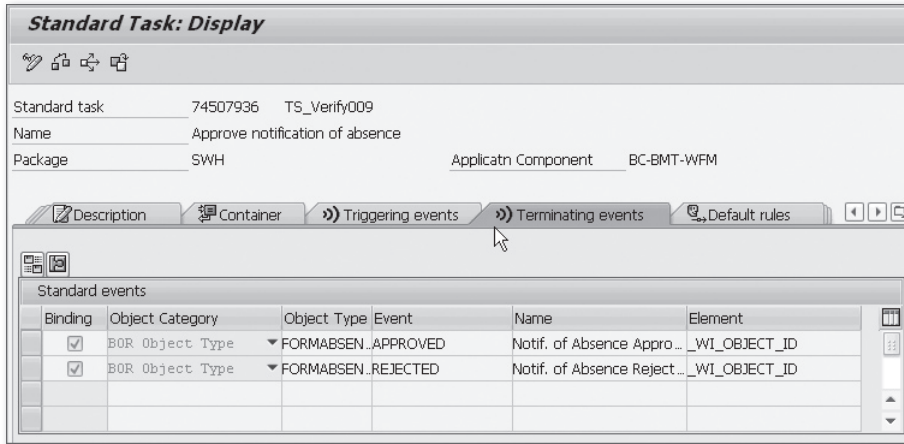 Standard Task: Display
Standard task 74507936 TS_Verify009
Name Approve notification of absence
Package SWH Applicatn Component BC-BMT-WFM
Description Container Triggering events Terminating events Default rules
Standard events
Binding Object Category Object Type Event Name Element
BOR Object Type FORMABSEN.. APPROVED Notif. of Absence Appro... _WI_OBJECT_ID
BOR Object Type FORMABSEN.. REJECTED Notif. of Absence Reject... _WI_OBJECT_ID